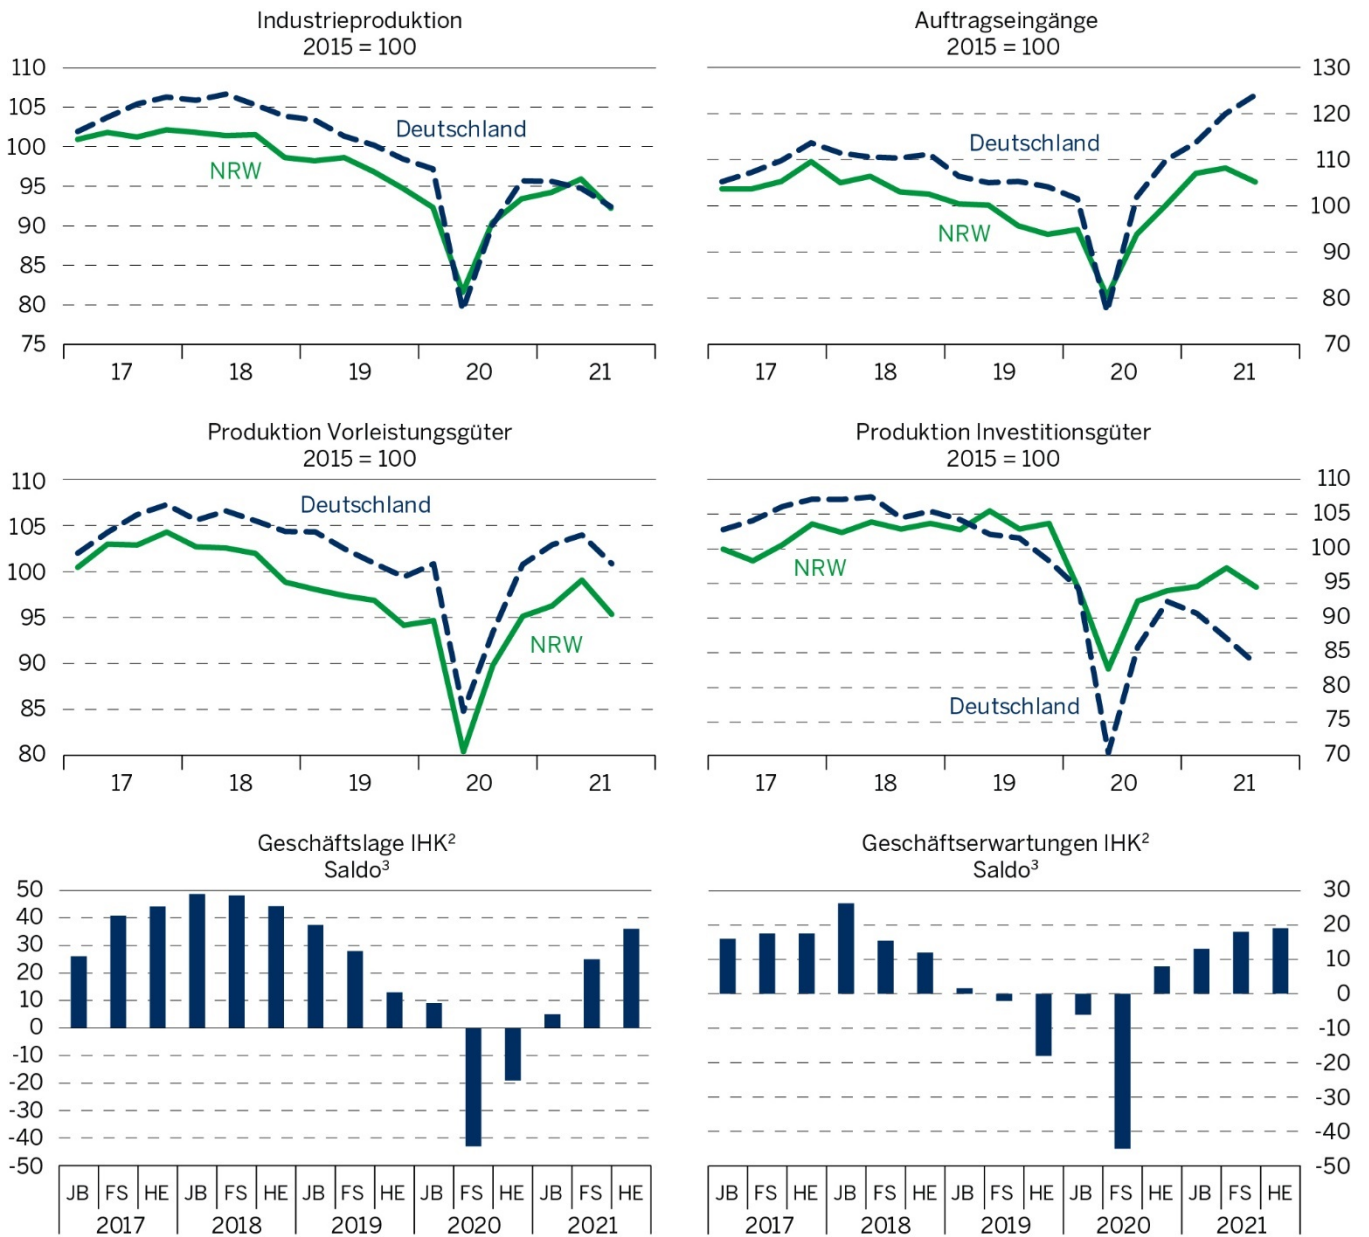 Industrieproduktion
2015 = 100
110
105
100
95
90
85
80
75
Deutschland
NRW
17 18 19 20 21
Auftragseingänge
2015 = 100
130
120
110
100
90
80
70
Deutschland
NRW
17 18 19 20 21
Produktion Vorleistungsgüter
2015 = 100
110
105
100
95
90
85
80
Deutschland
NRW
17 18 19 20 21
Produktion Investitionsgüter
2015 = 100
110
105
100
95
90
85
80
75
70
NRW
Deutschland
17 18 19 20 21
Geschäftslage IHK²
Saldo³
50
40
30
20
10
0
-10
-20
-30
-40
-50
JB FS HE JB FS HE JB FS HE JB FS HE JB FS HE
2017 2018 2019 2020 2021
Geschäftserwartungen IHK²
Saldo³
30
20
10
0
-10
-20
-30
-40
-50
JB FS HE JB FS HE JB FS HE JB FS HE JB FS HE
2017 2018 2019 2020 2021